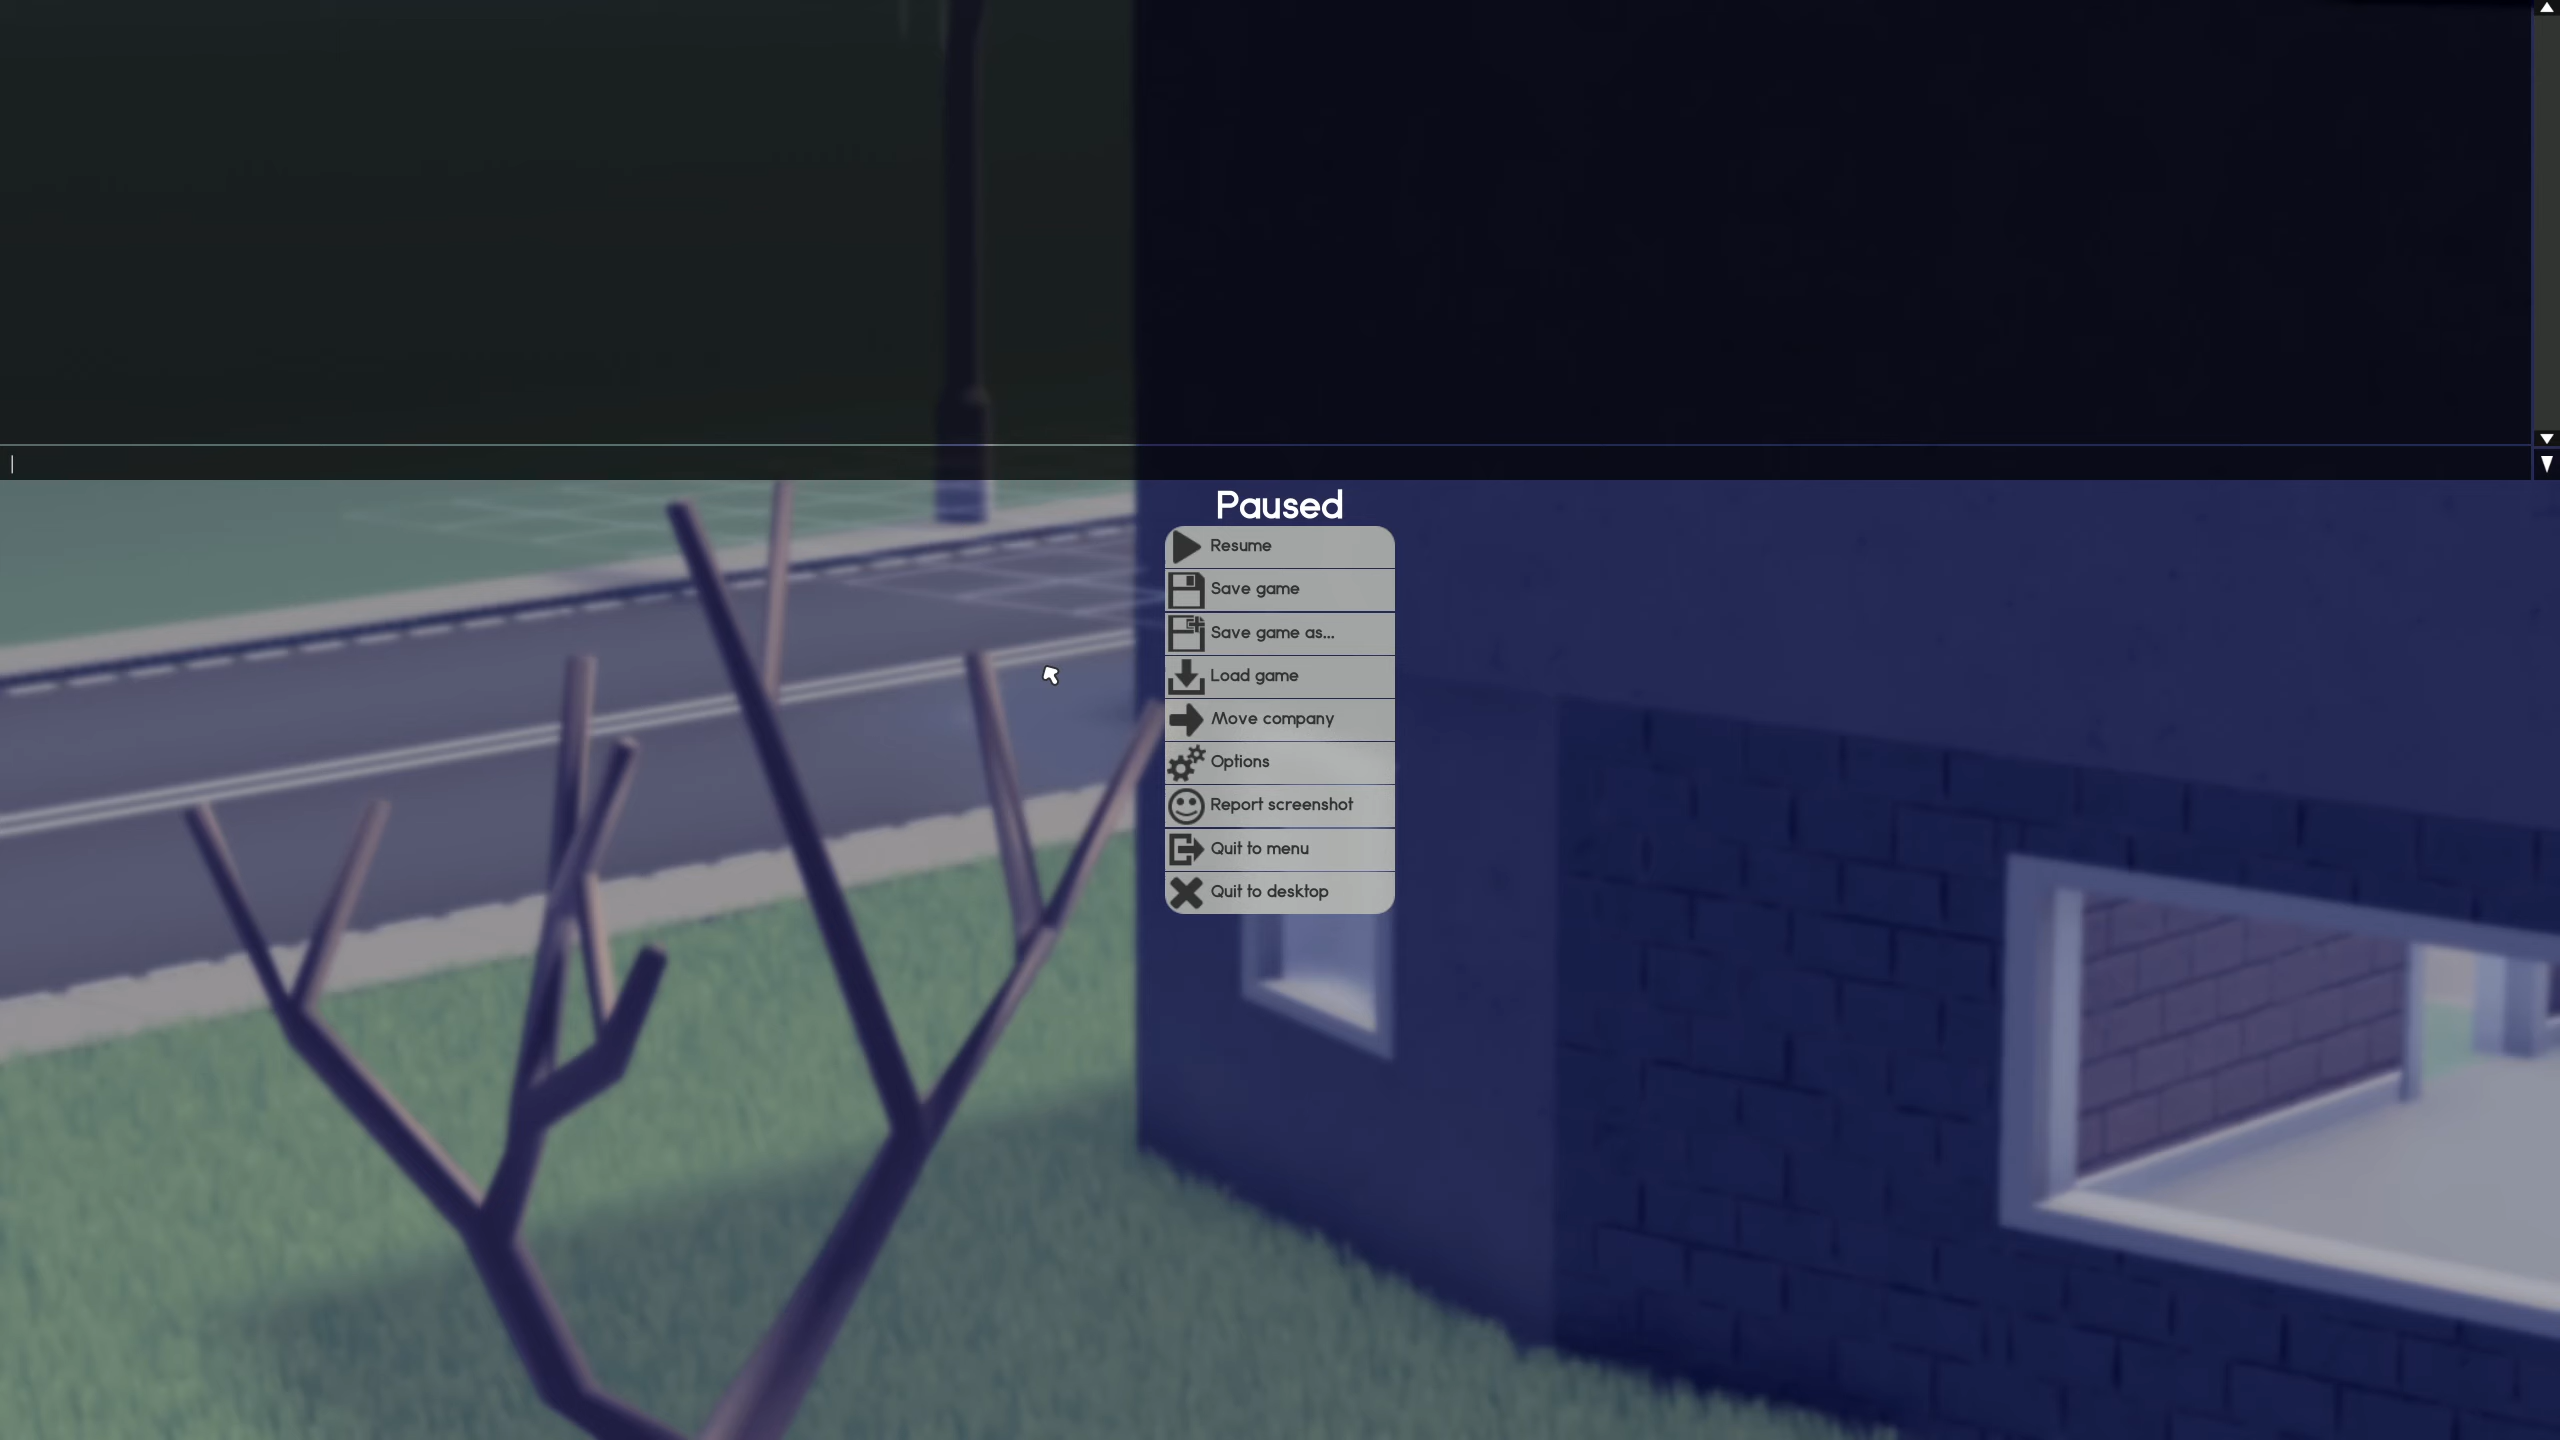 Paused
Resume
Save game
Save game as...
Load game
Move company
Options
Report screenshot
Quit to menu
Quit to desktop